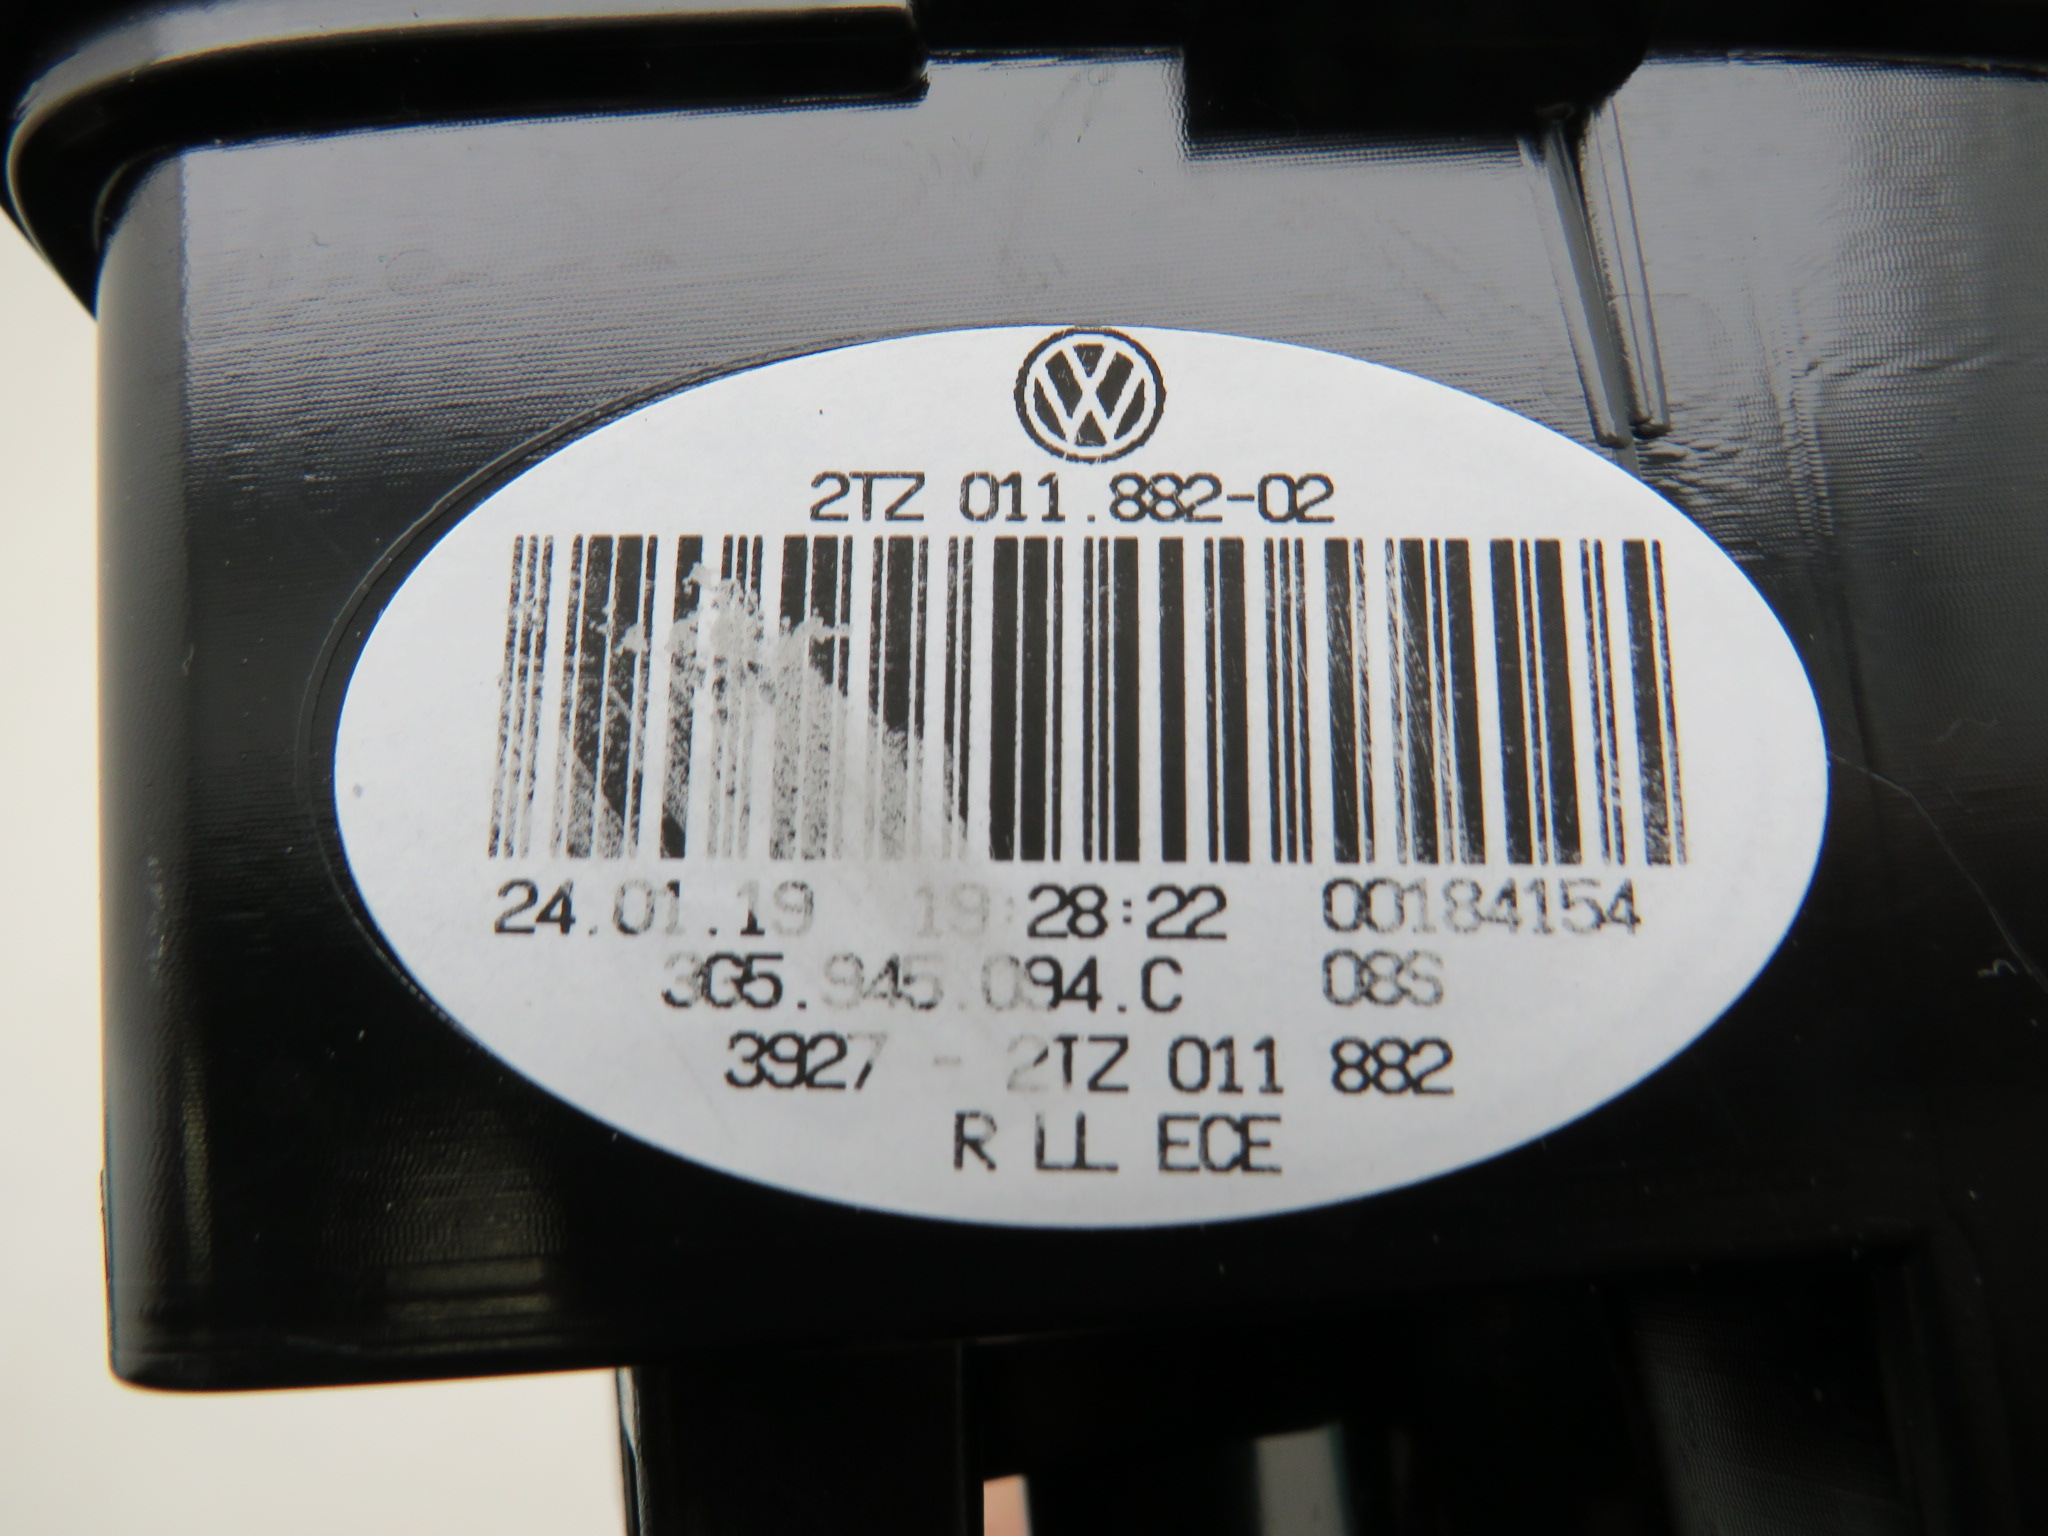 2TZ 011.882-02
24.01.19 19:28:22 00184154
3G5.945.094.C 08S
3927 - 2TZ 011 882
R LL ECE